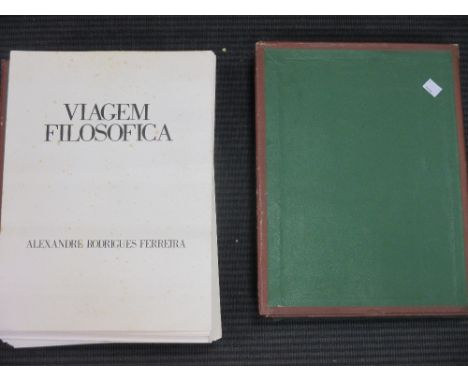 VIAGEM
FILOSOFICA
ALEXANDRE RODRIGUES FERREIRA